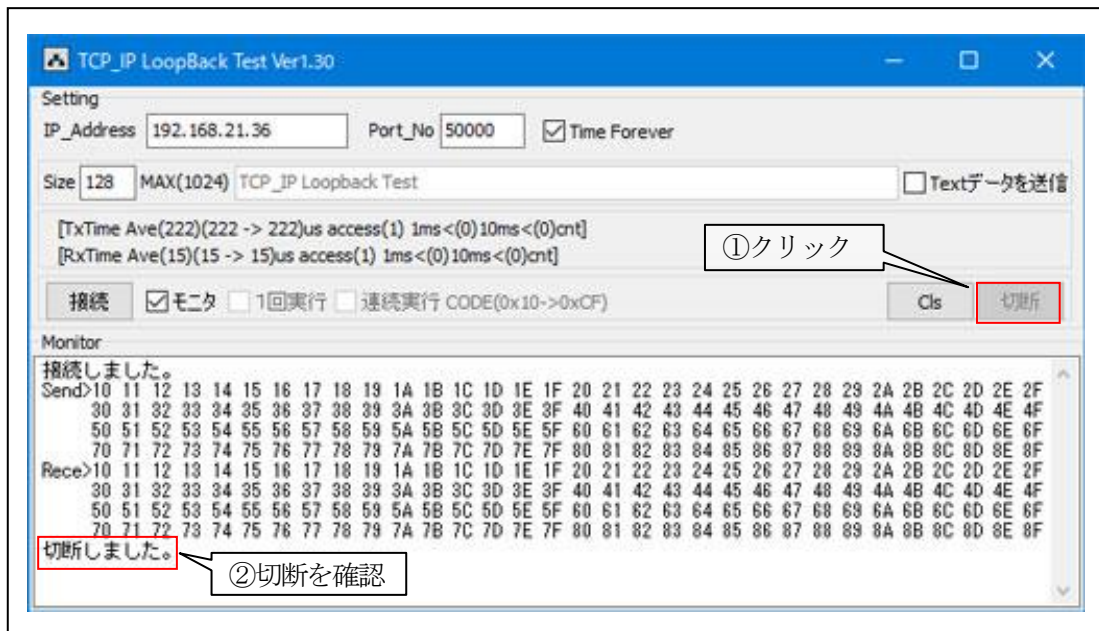 TCP_IP LoopBack Test Ver1.30
Setting
IP_Address 192.168.21.36 Port_No 50000 Time Forever
Size 128 MAX(1024) TCP_IP Loopback Test Textデータを送信
[TxTime Ave(222)(222 -> 222)us access(1) 1ms<(0)10ms<(0)cnt]
[RxTime Ave(15)(15 -> 15)us access(1) 1ms<(0)10ms<(0)cnt]
①クリック
接続 モニタ 1回実行 連続実行 CODE(0x10->0xCF) Cls 切断
Monitor
接続しました。
Send>10 11 12 13 14 15 16 17 18 19 1A 1B 1C 1D 1E 1F 20 21 22 23 24 25 26 27 28 29 2A 2B 2C 2D 2E 2F
30 31 32 33 34 35 36 37 38 39 3A 3B 3C 3D 3E 3F 40 41 42 43 44 45 46 47 48 49 4A 4B 4C 4D 4E 4F
50 51 52 53 54 55 56 57 58 59 5A 5B 5C 5D 5E 5F 60 61 62 63 64 65 66 67 68 69 6A 6B 6C 6D 6E 6F
70 71 72 73 74 75 76 77 78 79 7A 7B 7C 7D 7E 7F 80 81 82 83 84 85 86 87 88 89 8A 8B 8C 8D 8E 8F
Rece>10 11 12 13 14 15 16 17 18 19 1A 1B 1C 1D 1E 1F 20 21 22 23 24 25 26 27 28 29 2A 2B 2C 2D 2E 2F
30 31 32 33 34 35 36 37 38 39 3A 3B 3C 3D 3E 3F 40 41 42 43 44 45 46 47 48 49 4A 4B 4C 4D 4E 4F
50 51 52 53 54 55 56 57 58 59 5A 5B 5C 5D 5E 5F 60 61 62 63 64 65 66 67 68 69 6A 6B 6C 6D 6E 6F
70 71 72 73 74 75 76 77 78 79 7A 7B 7C 7D 7E 7F 80 81 82 83 84 85 86 87 88 89 8A 8B 8C 8D 8E 8F
切断しました。
②切断を確認